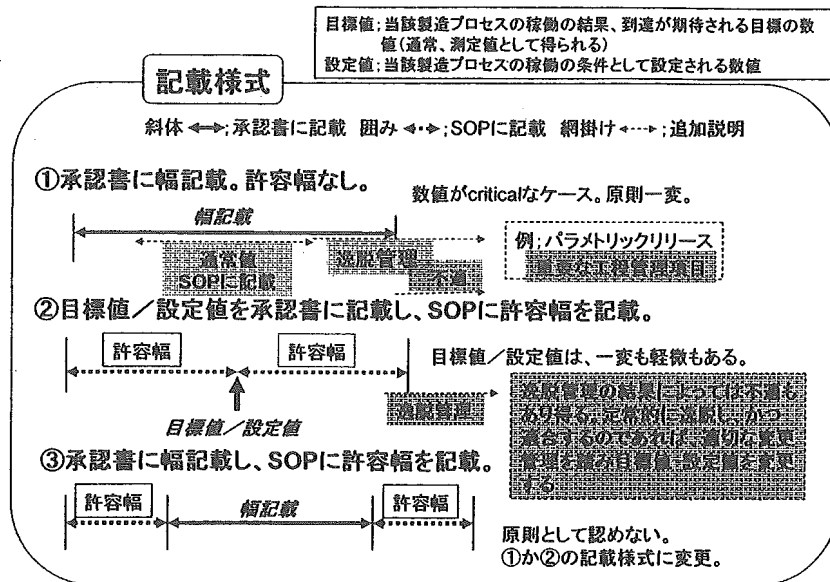 目標値；当該製造プロセスの稼働の結果、到達が期待される目標の数
値（通常、測定値として得られる）
設定値；当該製造プロセスの稼働の条件として設定される数値
記載様式
斜体；承認書に記載 囲み；SOPに記載 網掛け；追加説明
①承認書に幅記載。許容幅なし。
数値がcriticalなケース。原則一変。
幅記載
通常値
SOPに記載
逸脱管理
不適
例；パラメトリックリリース
重要な工程管理項目
②目標値／設定値を承認書に記載し、SOPに許容幅を記載。
許容幅
許容幅
目標値／設定値は、一変も軽微もある。
目標値／設定値
逸脱管理
逸脱管理の結果によっては不適も
あり得る。定常的に逸脱し、かつ
適合するのであれば、適切な変更
管理を踏み目標値・設定値を変更
する
③承認書に幅記載し、SOPに許容幅を記載。
許容幅
幅記載
許容幅
原則として認めない。
①か②の記載様式に変更。